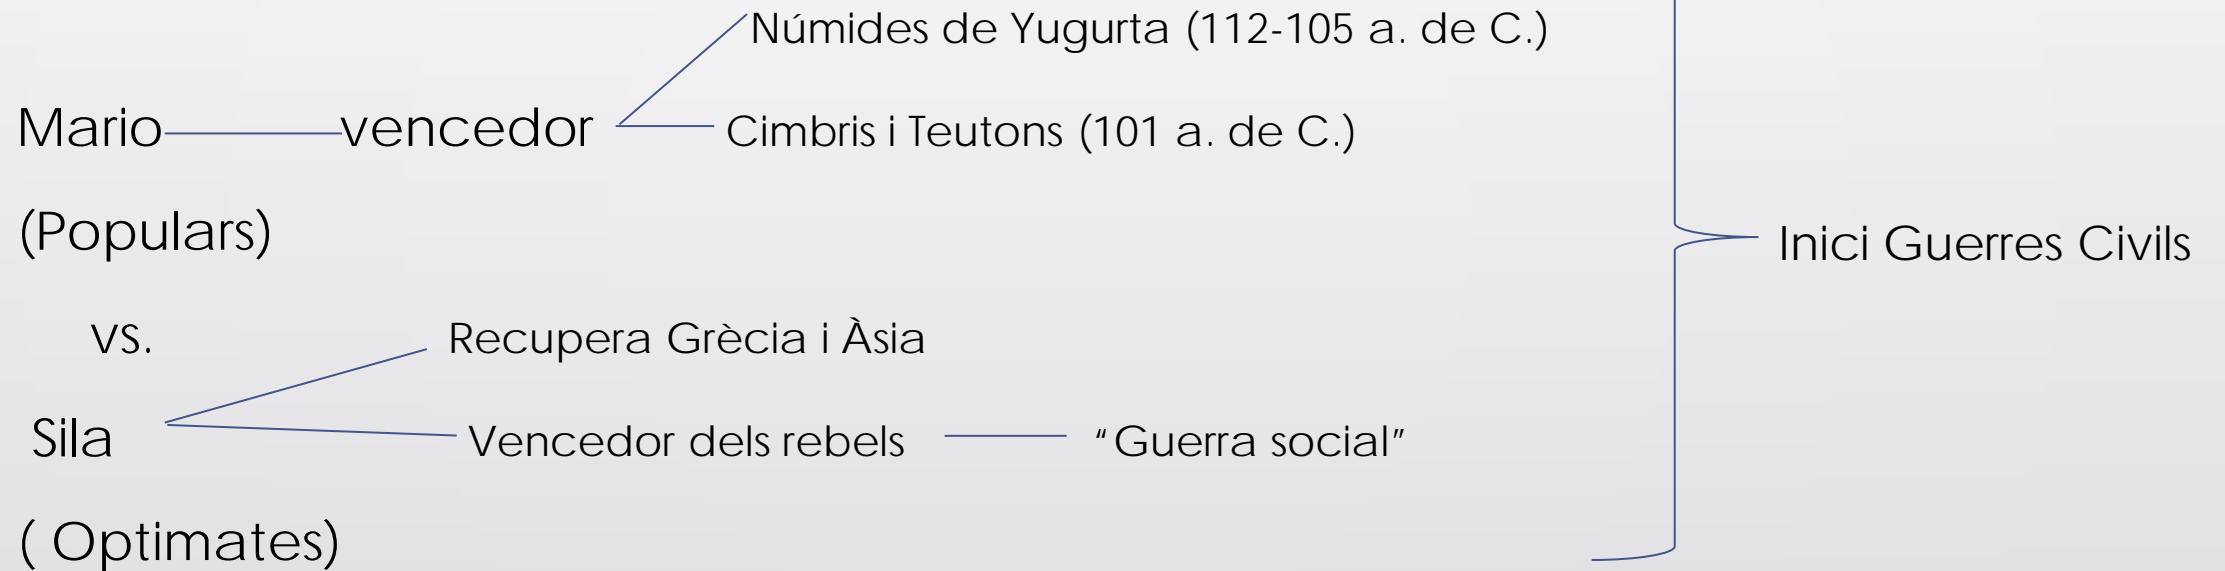 Númides de Yugurta (112-105 a. de C.)
Mario vencedor Cimbris i Teutons (101 a. de C.)
(Populars)
Inici Guerres Civils
vs. Recupera Grècia i Àsia
Sila Vencedor dels rebels “Guerra social”
( Optimates)